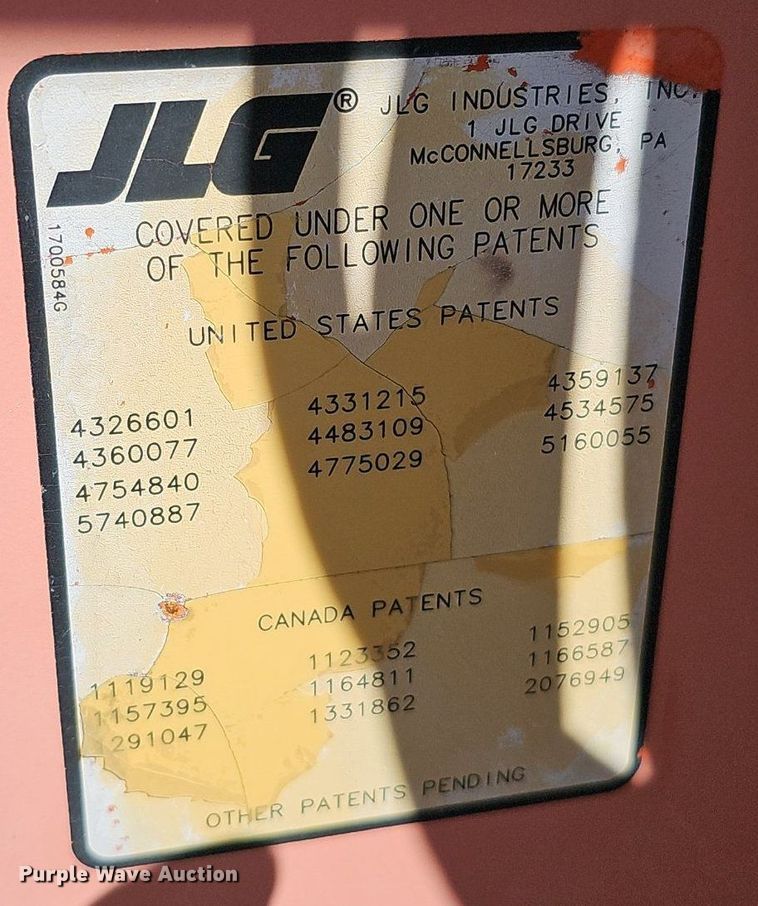 JLG® JLG INDUSTRIES, INC.
1 JLG DRIVE
McCONNELLSBURG, PA
17233
1700584G
COVERED UNDER ONE OR MORE
OF THE FOLLOWING PATENTS
UNITED STATES PATENTS
4326601 4331215 4359137
4360077 4483109 4534575
4754840 4775029 5160055
5740887
CANADA PATENTS
1119129 1123352 1152905
1157395 1164811 1166587
1291047 1331862 2076949
OTHER PATENTS PENDING
Purple Wave Auction